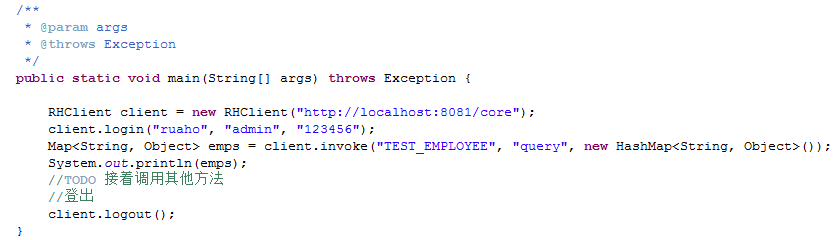 /**
 * @param args
 * @throws Exception
 */
public static void main(String[] args) throws Exception {
RHClient client = new RHClient("http://localhost:8081/core");
client.login("ruaho", "admin", "123456");
Map<String, Object> emps = client.invoke("TEST_EMPLOYEE", "query", new HashMap<String, Object>());
System.out.println(emps);
//TODO 接着调用其他方法
//登出
client.logout();
}